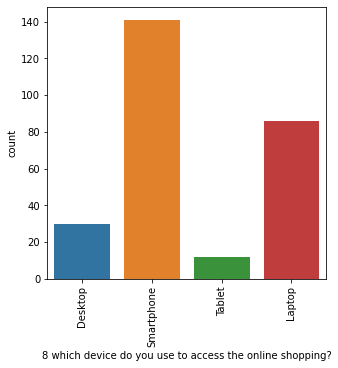 140
120
100
80
60
40
20
0
count
Desktop
Smartphone
Tablet
Laptop
8 which device do you use to access the online shopping?